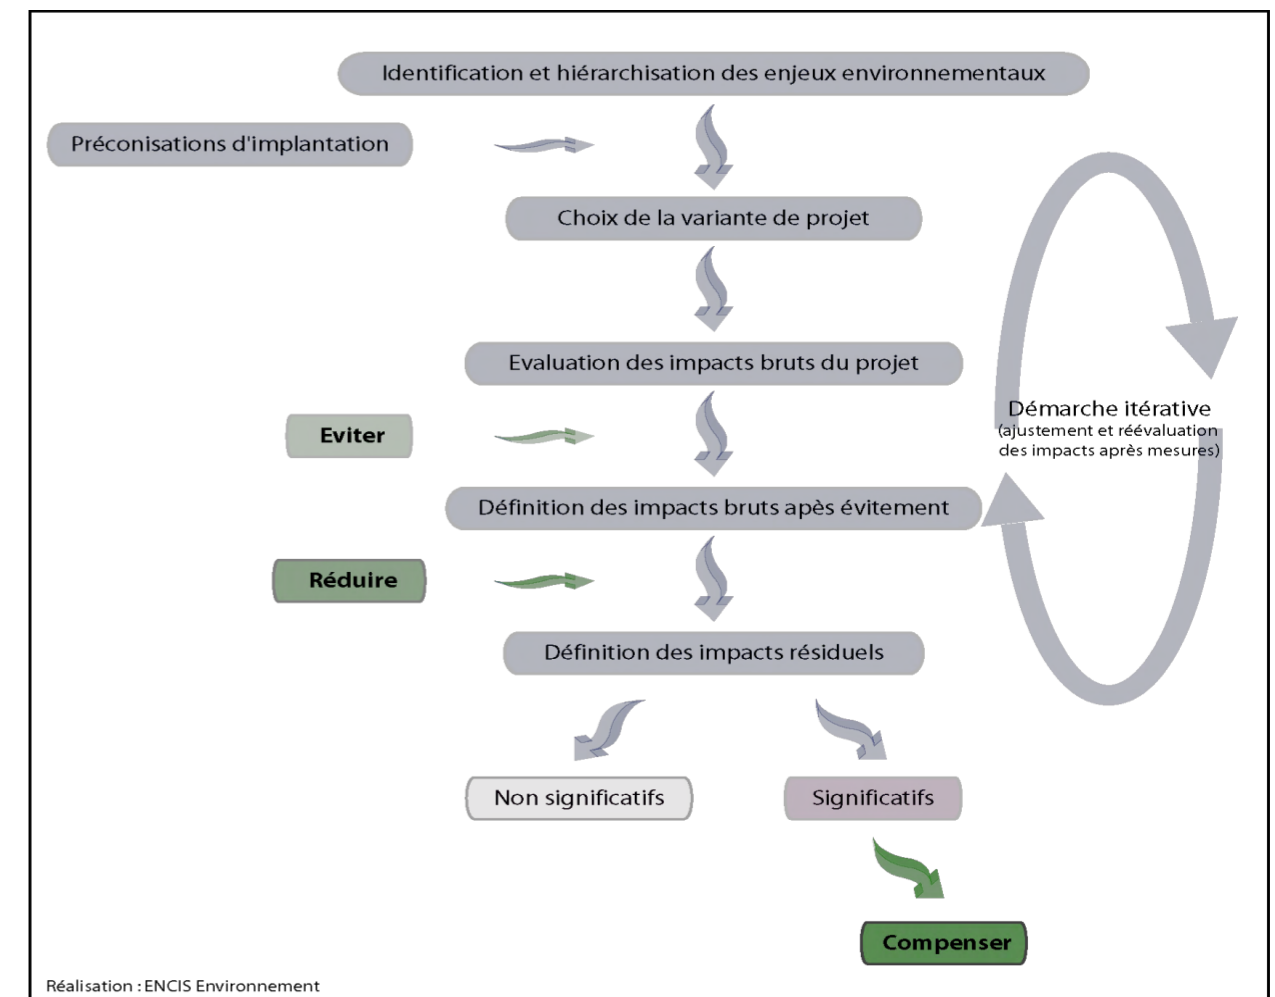 Identification et hiérarchisation des enjeux environnementaux
Préconisations d'implantation
Choix de la variante de projet
Evaluation des impacts bruts du projet
Démarche itérative
(ajustement et réévaluation
des impacts après mesures)
Eviter
Définition des impacts bruts apès évitement
Réduire
Définition des impacts résiduels
Non significatifs
Significatifs
Compenser
Réalisation : ENCIS Environnement